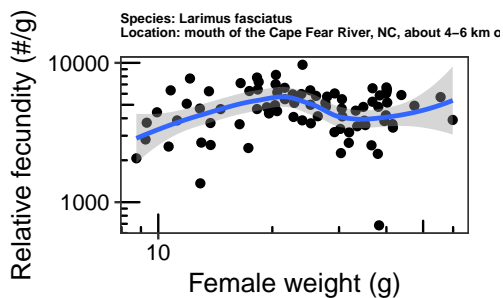 Species: Larimus fasciatus
Location: mouth of the Cape Fear River, NC, about 4–6 km o
Relative fecundity (#/g)
10000
1000
10
Female weight (g)